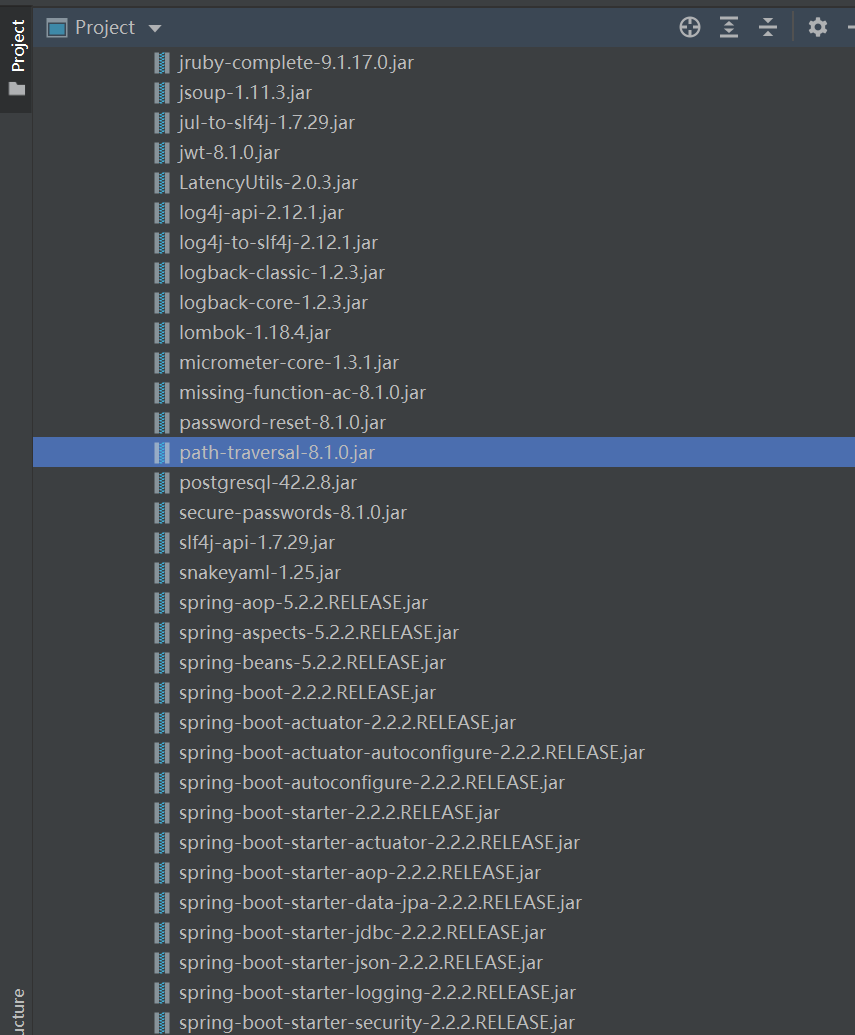 Project
Project
jruby-complete-9.1.17.0.jar
jsoup-1.11.3.jar
jul-to-slf4j-1.7.29.jar
jwt-8.1.0.jar
LatencyUtils-2.0.3.jar
log4j-api-2.12.1.jar
log4j-to-slf4j-2.12.1.jar
logback-classic-1.2.3.jar
logback-core-1.2.3.jar
lombok-1.18.4.jar
micrometer-core-1.3.1.jar
missing-function-ac-8.1.0.jar
password-reset-8.1.0.jar
path-traversal-8.1.0.jar
postgresql-42.2.8.jar
secure-passwords-8.1.0.jar
slf4j-api-1.7.29.jar
snakeyaml-1.25.jar
spring-aop-5.2.2.RELEASE.jar
spring-aspects-5.2.2.RELEASE.jar
spring-beans-5.2.2.RELEASE.jar
spring-boot-2.2.2.RELEASE.jar
spring-boot-actuator-2.2.2.RELEASE.jar
spring-boot-actuator-autoconfigure-2.2.2.RELEASE.jar
spring-boot-autoconfigure-2.2.2.RELEASE.jar
spring-boot-starter-2.2.2.RELEASE.jar
spring-boot-starter-actuator-2.2.2.RELEASE.jar
spring-boot-starter-aop-2.2.2.RELEASE.jar
spring-boot-starter-data-jpa-2.2.2.RELEASE.jar
spring-boot-starter-jdbc-2.2.2.RELEASE.jar
spring-boot-starter-json-2.2.2.RELEASE.jar
spring-boot-starter-logging-2.2.2.RELEASE.jar
spring-boot-starter-security-2.2.2.RELEASE.jar
ucture